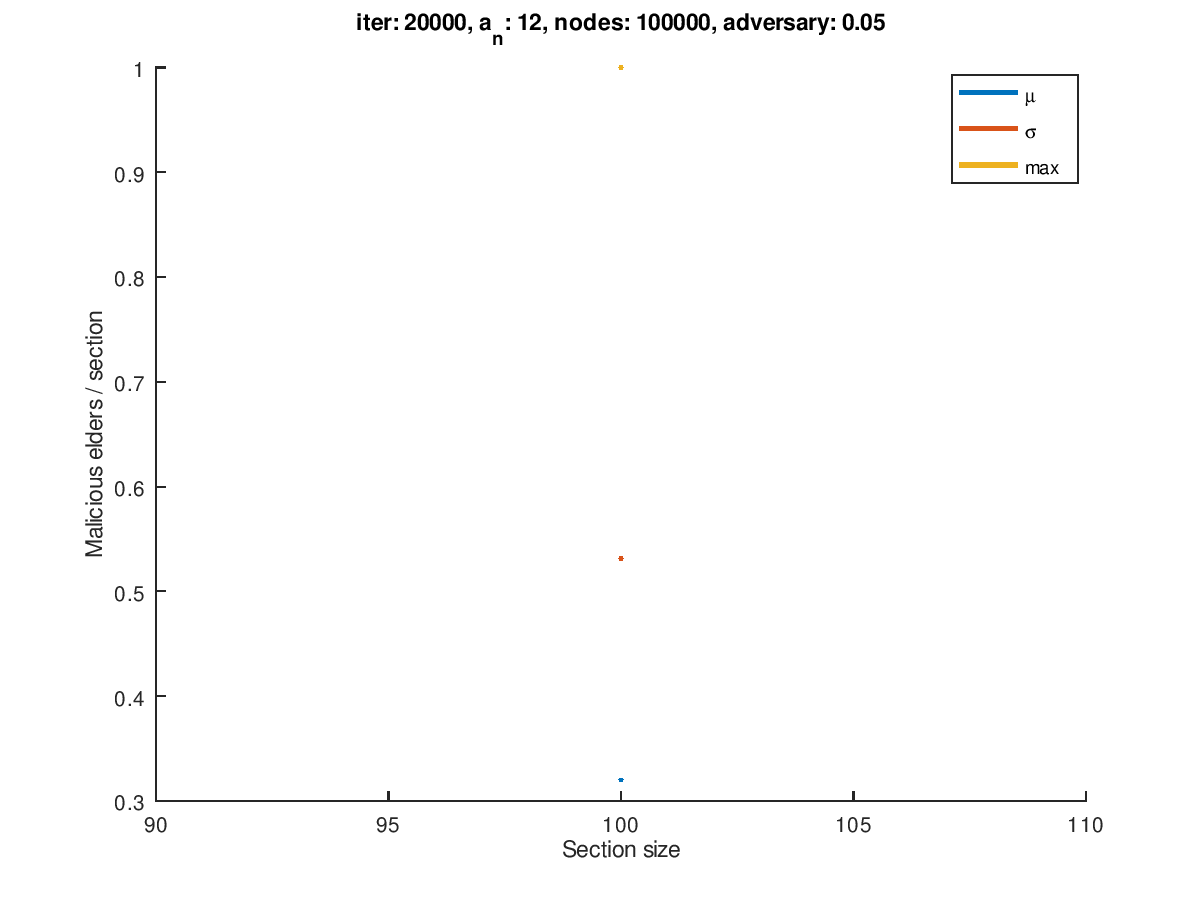 iter: 20000, an: 12, nodes: 100000, adversary: 0.05
μ
σ
max
1
0.9
0.8
0.7
0.6
0.5
0.4
0.3
Malicious elders / section
90 95 100 105 110
Section size